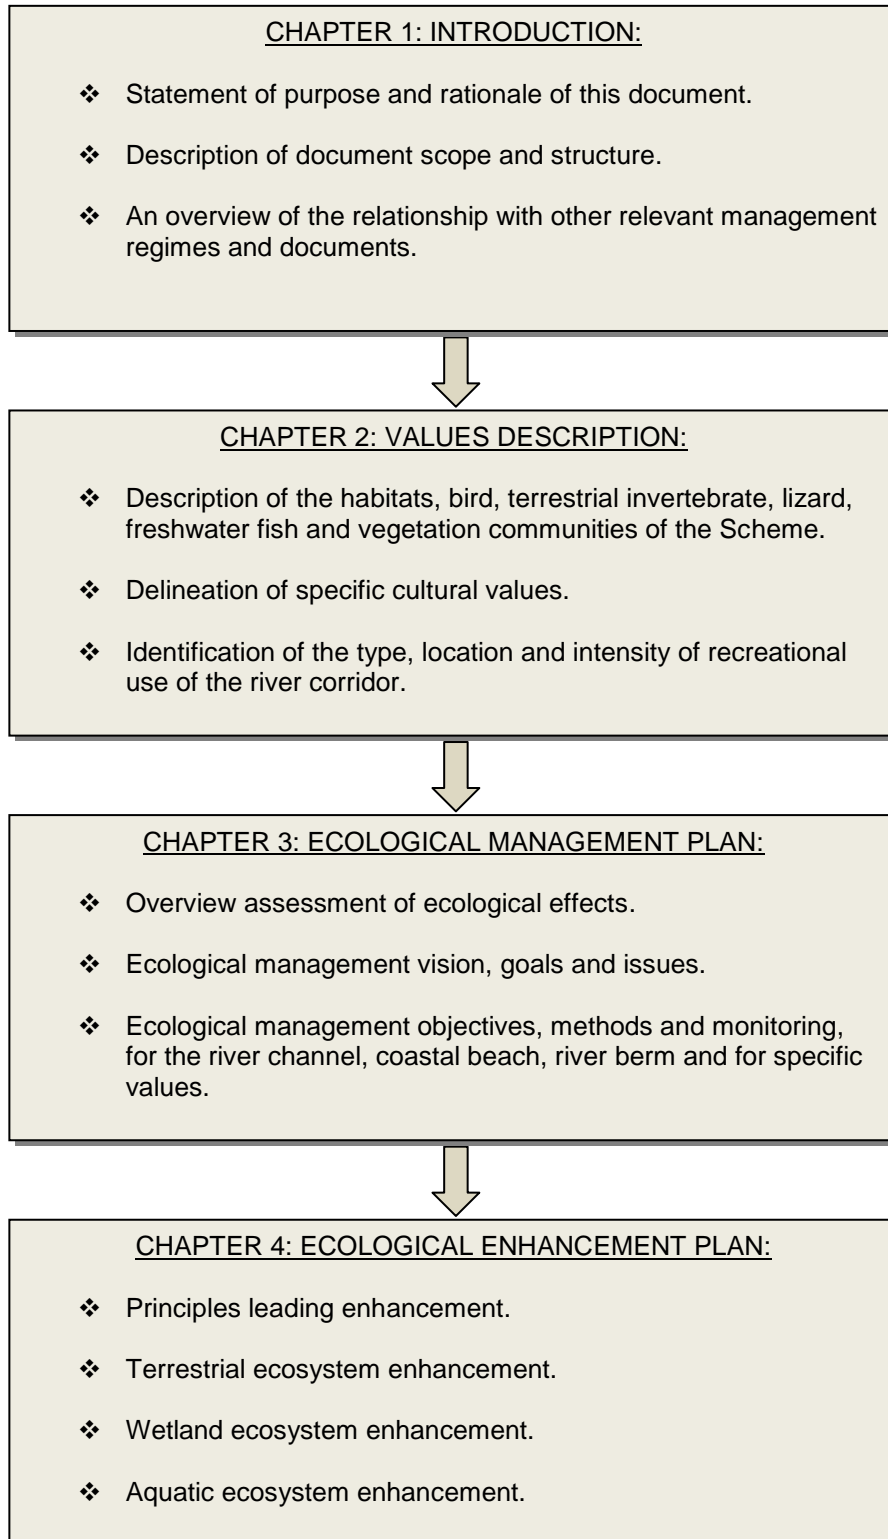 CHAPTER 1: INTRODUCTION:
❖ Statement of purpose and rationale of this document.
❖ Description of document scope and structure.
❖ An overview of the relationship with other relevant management
regimes and documents.
CHAPTER 2: VALUES DESCRIPTION:
❖ Description of the habitats, bird, terrestrial invertebrate, lizard,
freshwater fish and vegetation communities of the Scheme.
❖ Delineation of specific cultural values.
❖ Identification of the type, location and intensity of recreational
use of the river corridor.
CHAPTER 3: ECOLOGICAL MANAGEMENT PLAN:
❖ Overview assessment of ecological effects.
❖ Ecological management vision, goals and issues.
❖ Ecological management objectives, methods and monitoring,
for the river channel, coastal beach, river berm and for specific
values.
CHAPTER 4: ECOLOGICAL ENHANCEMENT PLAN:
❖ Principles leading enhancement.
❖ Terrestrial ecosystem enhancement.
❖ Wetland ecosystem enhancement.
❖ Aquatic ecosystem enhancement.